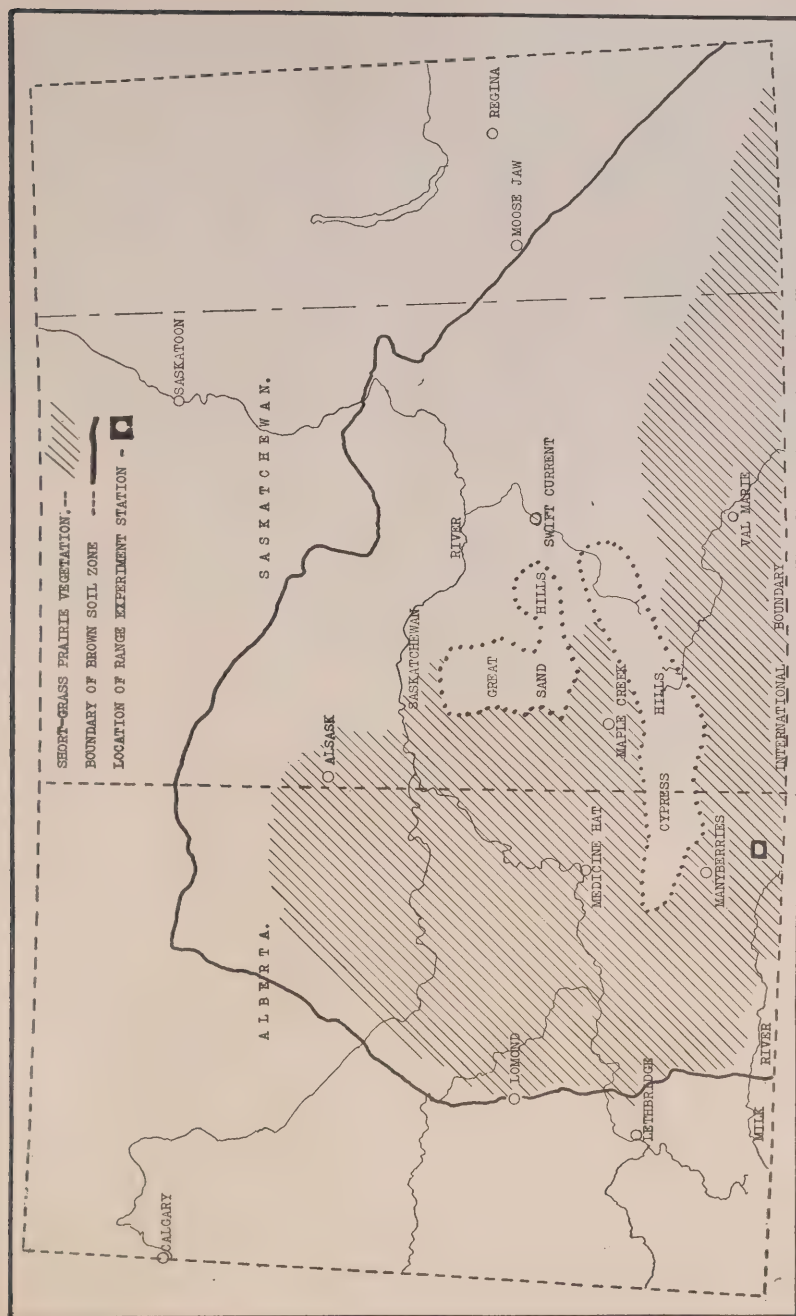 SHORT-GRASS PRAIRIE VEGETATION.--
BOUNDARY OF BROWN SOIL ZONE ---
LOCATION OF RANGE EXPERIMENT STATION -
CALGARY
SASKATOON
ALBERTA.
SASKATCHEWAN.
ALSASK
REGINA
MOOSE JAW
SASKATCHEWAN
RIVER
GREAT
SAND
HILLS
SWIFT CURRENT
LOMOND
MEDICINE HAT
MAPLE CREEK
LETHBRIDGE
CYPRESS
HILLS
MANYBERRIES
VAL MARIE
MILK
RIVER
INTERNATIONAL
BOUNDARY